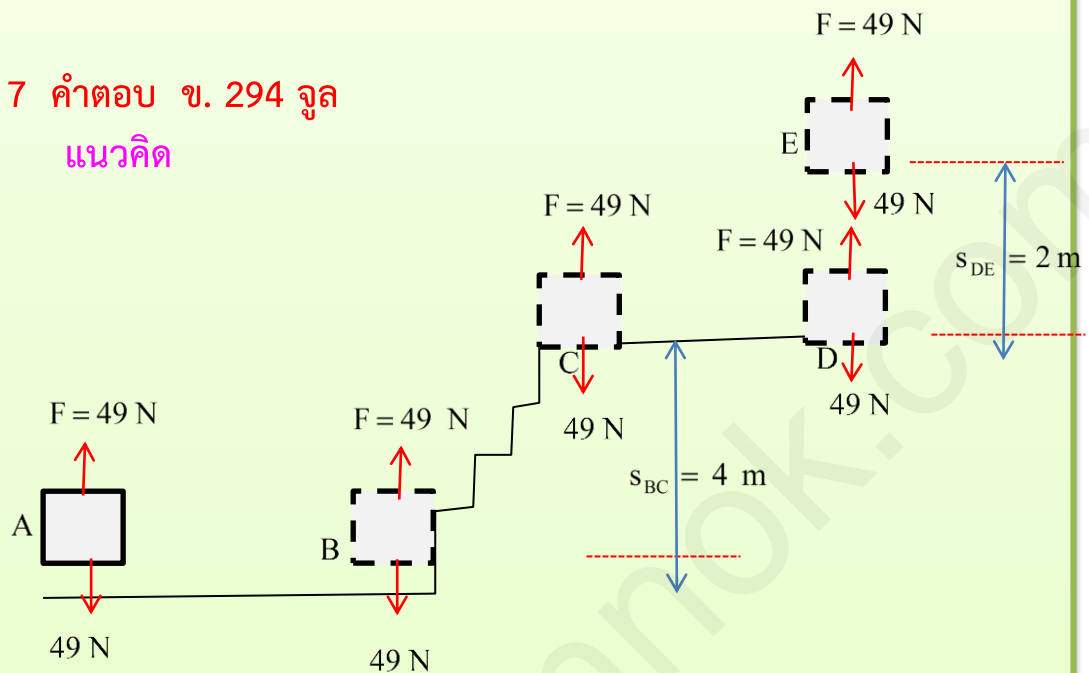 F = 49 N
7 คำตอบ ข. 294 จูล
แนวคิด
E
49 N
F = 49 N
F = 49 N
s_DE = 2 m
C
D
49 N
49 N
F = 49 N
F = 49 N
s_BC = 4 m
A
B
49 N
49 N